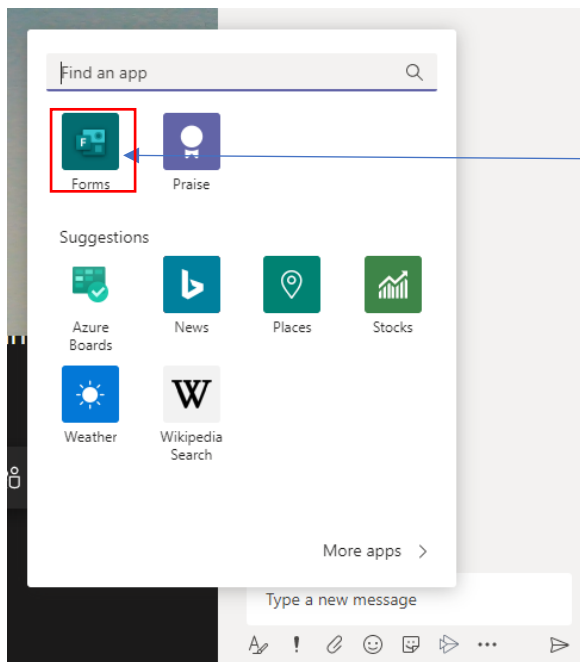 Find an app
F
Forms
Praise
Suggestions
Azure
Boards
News
Places
Stocks
W
Weather
Wikipedia
Search
More apps
Type a new message